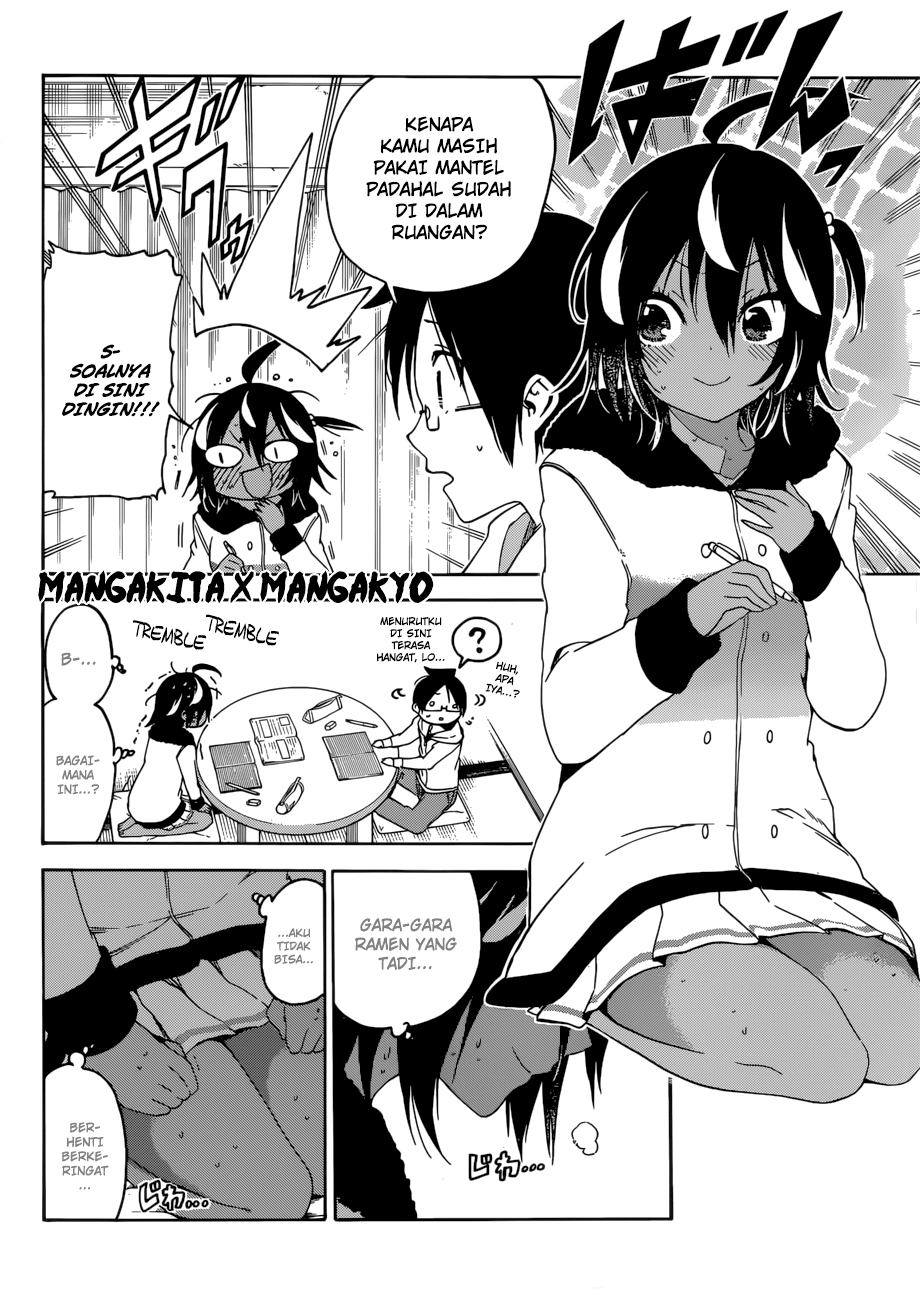 ばんっ
KENAPA
KAMU MASIH
PAKAI MANTEL
PADAHAL SUDAH
DI DALAM
RUANGAN?
ギクゥ
S-
SOALNYA
DI SINI
DINGIN!!!
MANGAKITA X MANGAKYO
MENURUTKU
DI SINI
TERASA
HANGAT, LO...
?
HUH,
APA
IYA...?
TREMBLE
TREMBLE
B-...
BAGAI-
MANA
INI...?
GARA-GARA
RAMEN YANG
TADI...
じわ...
...AKU
TIDAK
BISA...
BER-
HENTI
BERKE-
RINGAT
...
じわ...